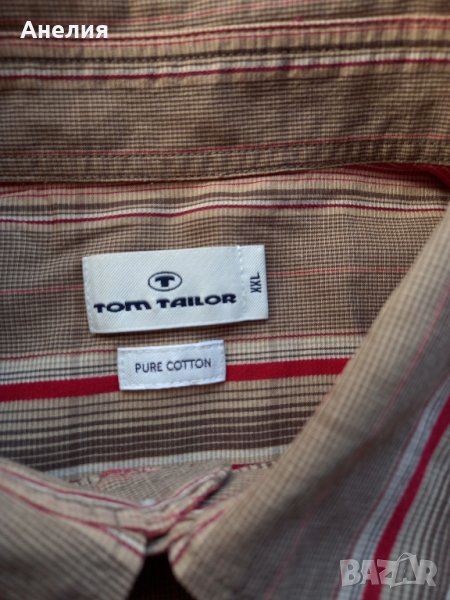 Анелия
T
TOM TAILOR
XXL
PURE COTTON
BAZAR